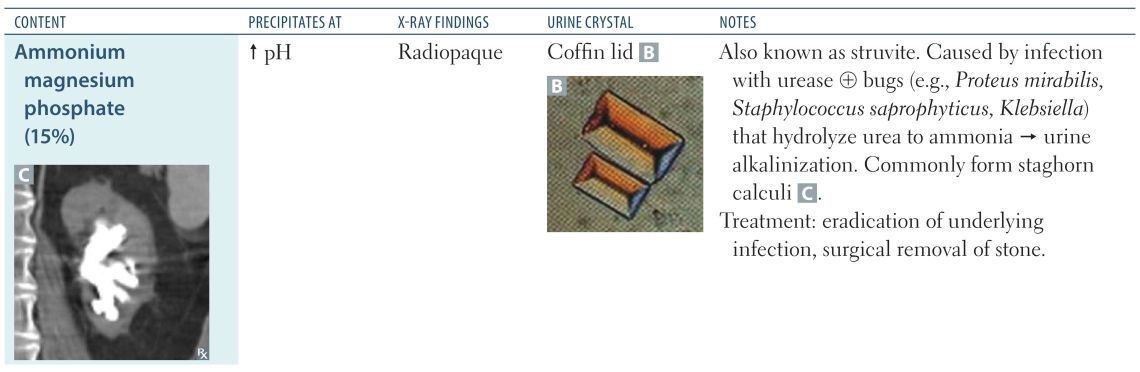 CONTENT PRECIPITATES AT X-RAY FINDINGS URINE CRYSTAL NOTES
Ammonium
magnesium
phosphate
(15%)
↑ pH
Radiopaque
Coffin lid B
B
Also known as struvite. Caused by infection
with urease ⊕ bugs (e.g., Proteus mirabilis,
Staphylococcus saprophyticus, Klebsiella)
that hydrolyze urea to ammonia → urine
alkalinization. Commonly form staghorn
calculi C.
Treatment: eradication of underlying
infection, surgical removal of stone.
C
℞